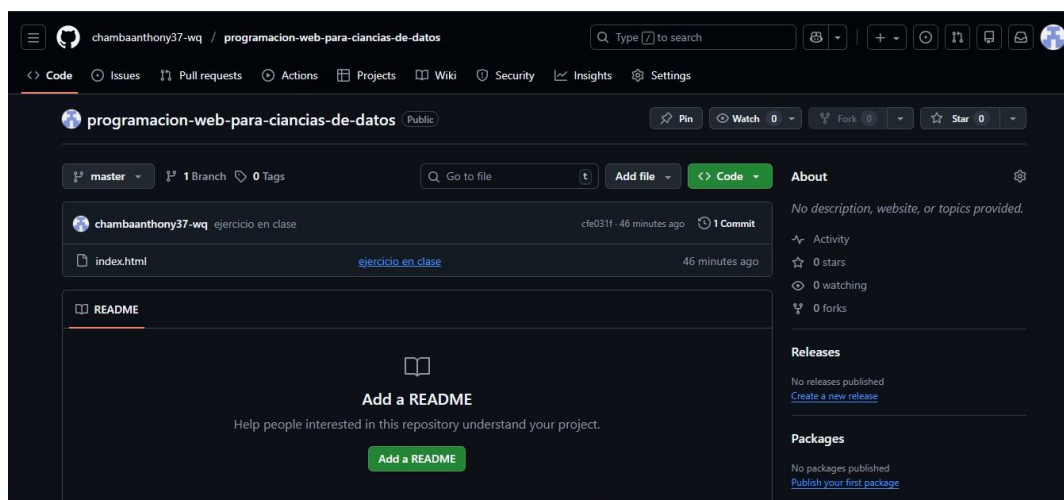 chambaanthony37-wq / programacion-web-para-ciancias-de-datos Type / to search
Code Issues Pull requests Actions Projects Wiki Security Insights Settings
programacion-web-para-ciancias-de-datos Public Pin Watch 0 Fork 0 Star 0
master 1 Branch 0 Tags Go to file t Add file Code
chambaanthony37-wq ejercicio en clase cfe031f · 46 minutes ago 1 Commit
index.html ejercicio en clase 46 minutes ago
README
Add a README
Help people interested in this repository understand your project.
Add a README
About
No description, website, or topics provided.
Activity
0 stars
0 watching
0 forks
Releases
No releases published
Create a new release
Packages
No packages published
Publish your first package